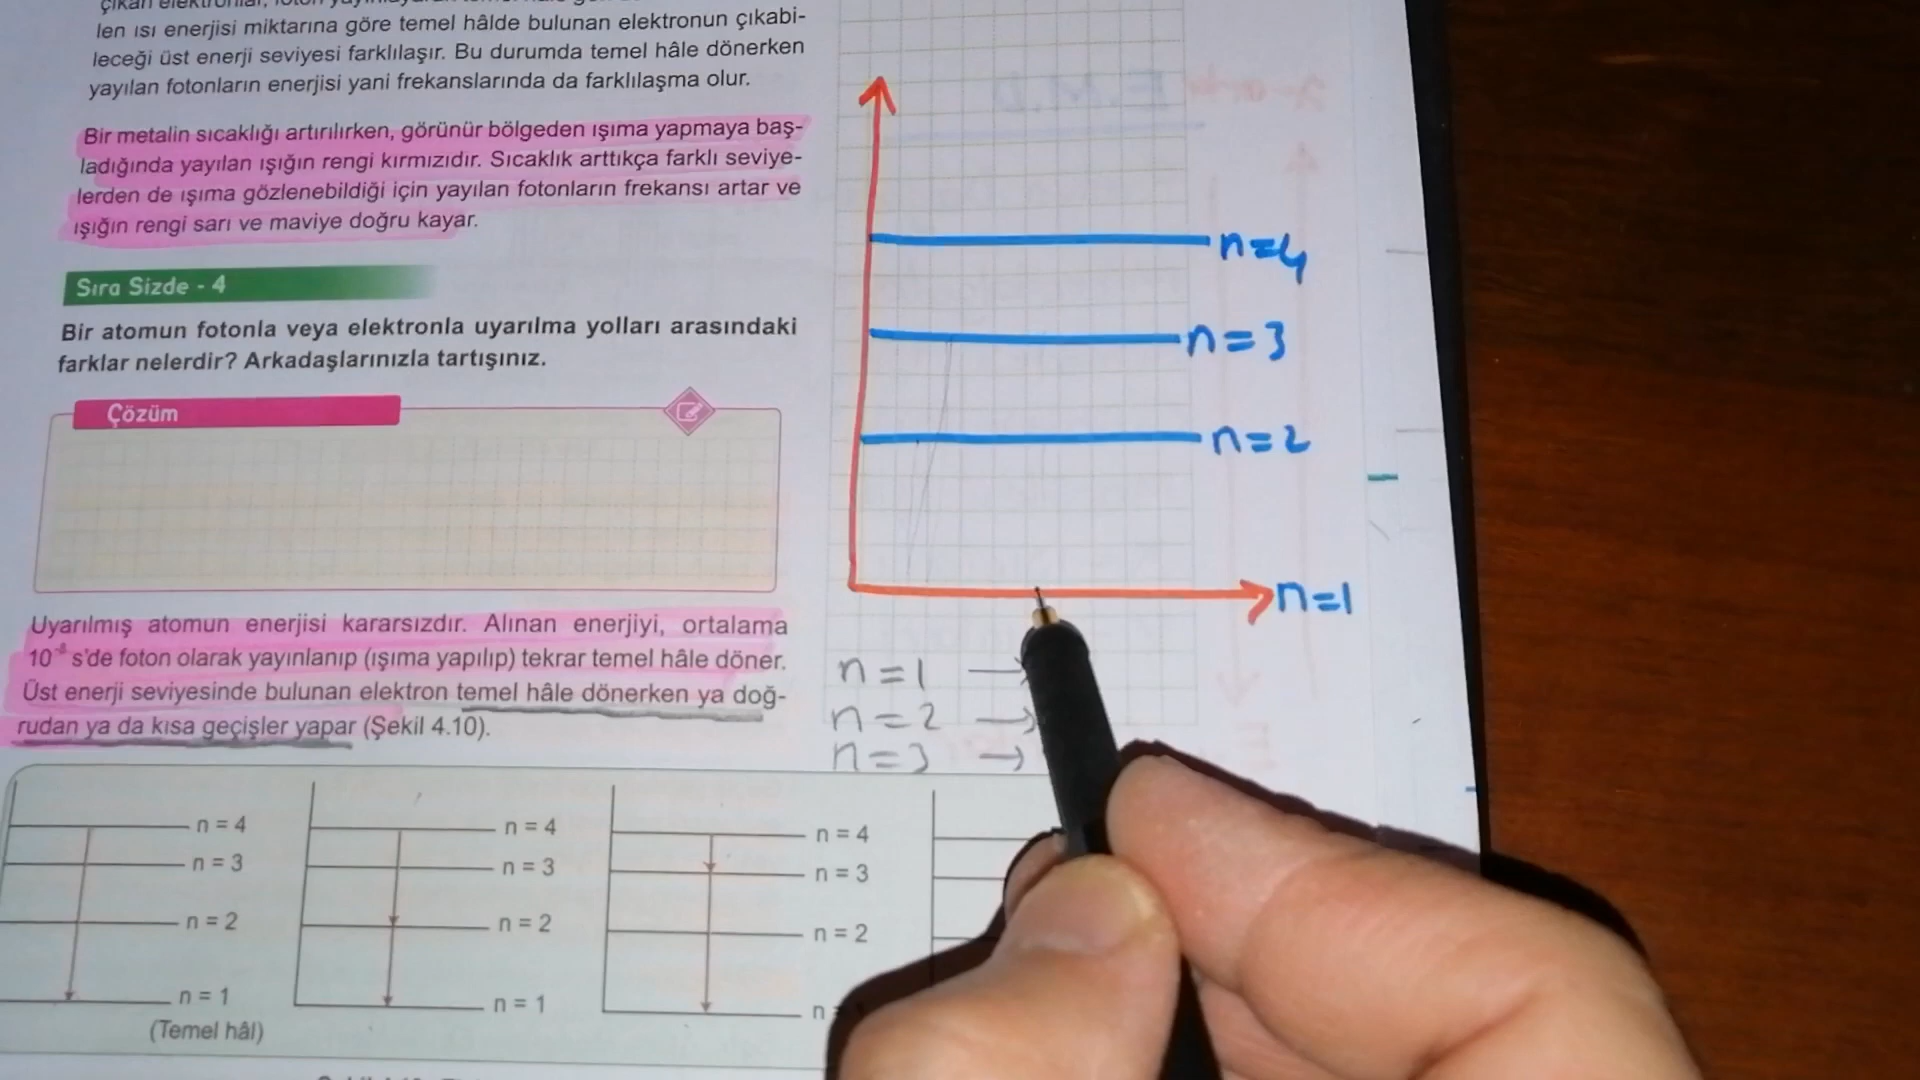 len ısı enerjisi miktarına göre temel hâlde bulunan elektronun çıkabi-
leceği üst enerji seviyesi farklılaşır. Bu durumda temel hâle dönerken
yayılan fotonların enerjisi yani frekanslarında da farklılaşma olur.
Bir metalin sıcaklığı artırılırken, görünür bölgeden ışıma yapmaya baş-
ladığında yayılan ışığın rengi kırmızıdır. Sıcaklık arttıkça farklı seviye-
lerden de ışıma gözlenebildiği için yayılan fotonların frekansı artar ve
ışığın rengi sarı ve maviye doğru kayar.
Sıra Sizde - 4
Bir atomun fotonla veya elektronla uyarılma yolları arasındaki
farklar nelerdir? Arkadaşlarınızla tartışınız.
Çözüm
Uyarılmış atomun enerjisi kararsızdır. Alınan enerjiyi, ortalama
10⁻⁸ s'de foton olarak yayınlanıp (ışıma yapılıp) tekrar temel hâle döner.
Üst enerji seviyesinde bulunan elektron temel hâle dönerken ya doğ-
rudan ya da kısa geçişler yapar (Şekil 4.10).
n = 4
n = 3
n = 2
n = 1
(Temel hâl)
n = 4
n = 3
n = 2
n = 1
n = 4
n = 3
n = 2
n
n=4
n=3
n=2
n=1
n=1 →
n=2 →
n=3 →